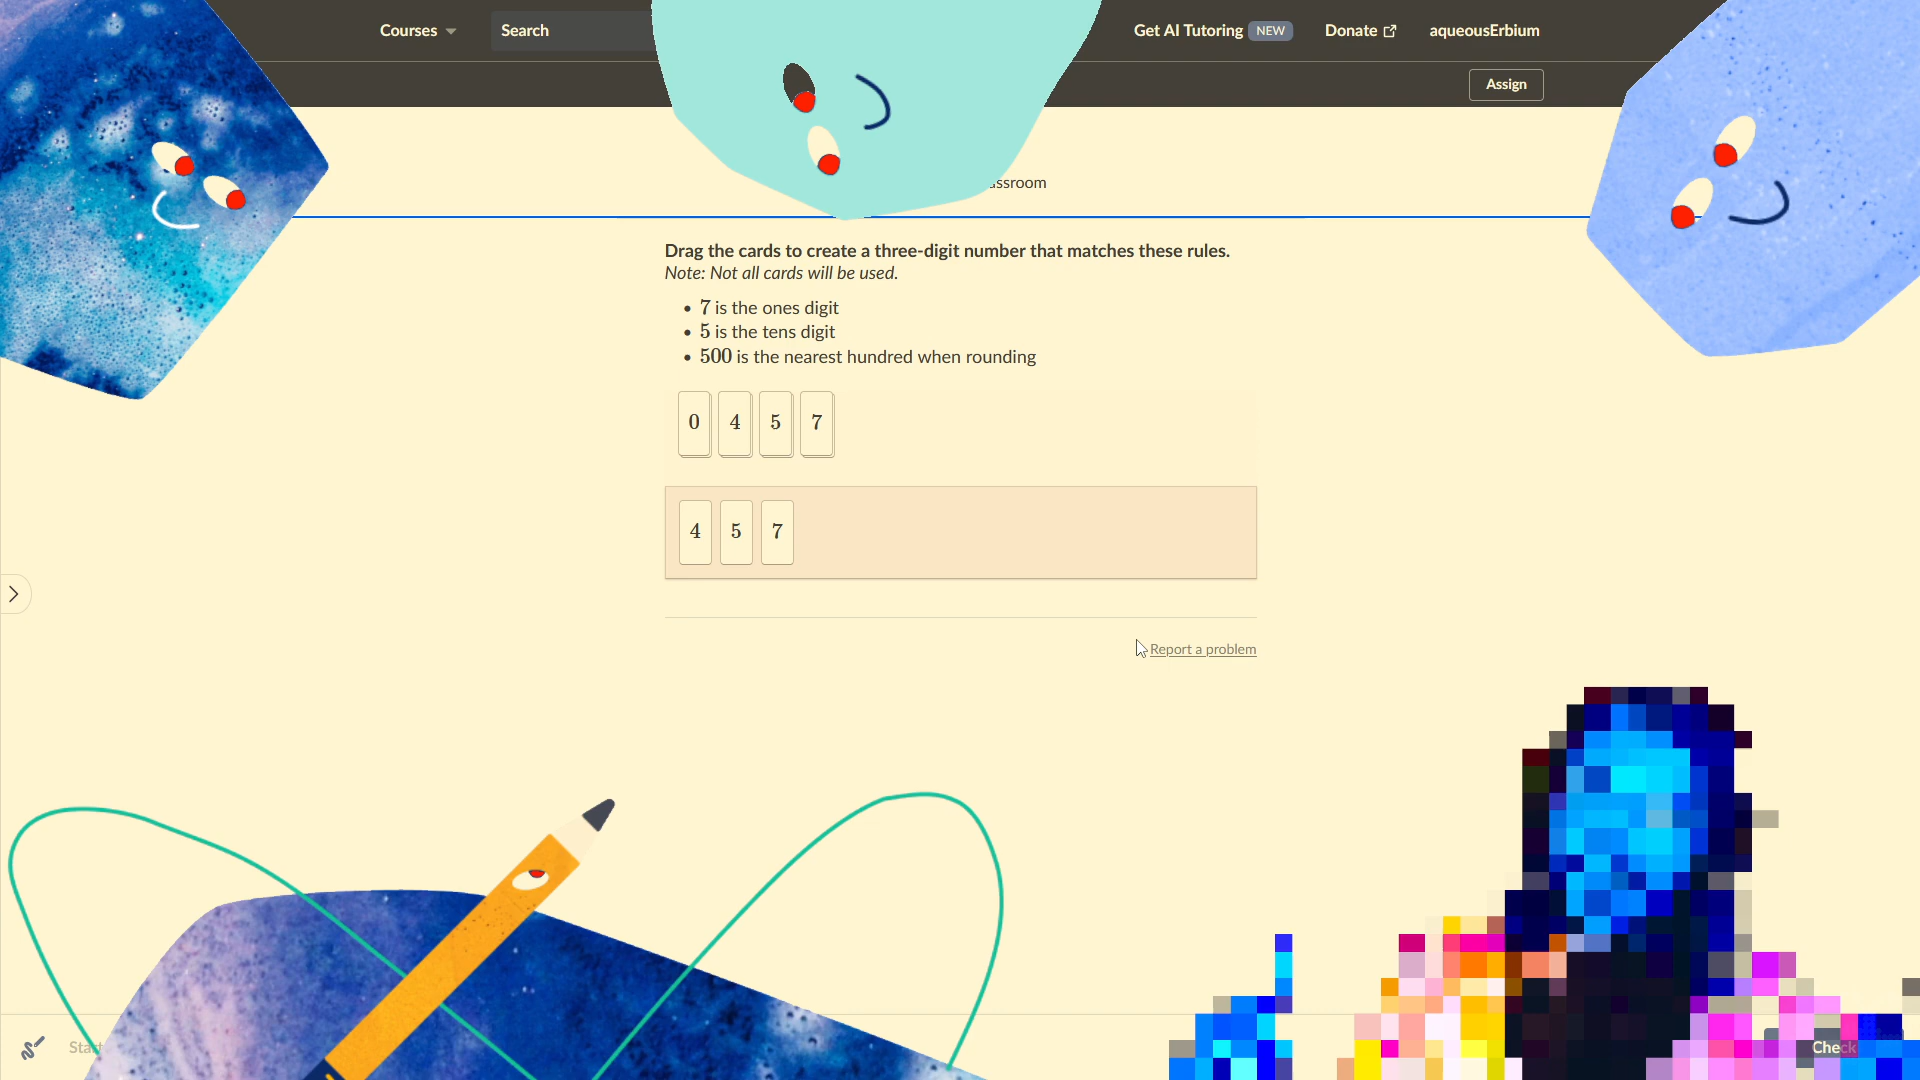 Courses
Search
Get AI Tutoring NEW
Donate
aqueousErbium
Assign
Drag the cards to create a three-digit number that matches these rules.
Note: Not all cards will be used.
7 is the ones digit
5 is the tens digit
500 is the nearest hundred when rounding
0 4 5 7
4 5 7
Report a problem
Check